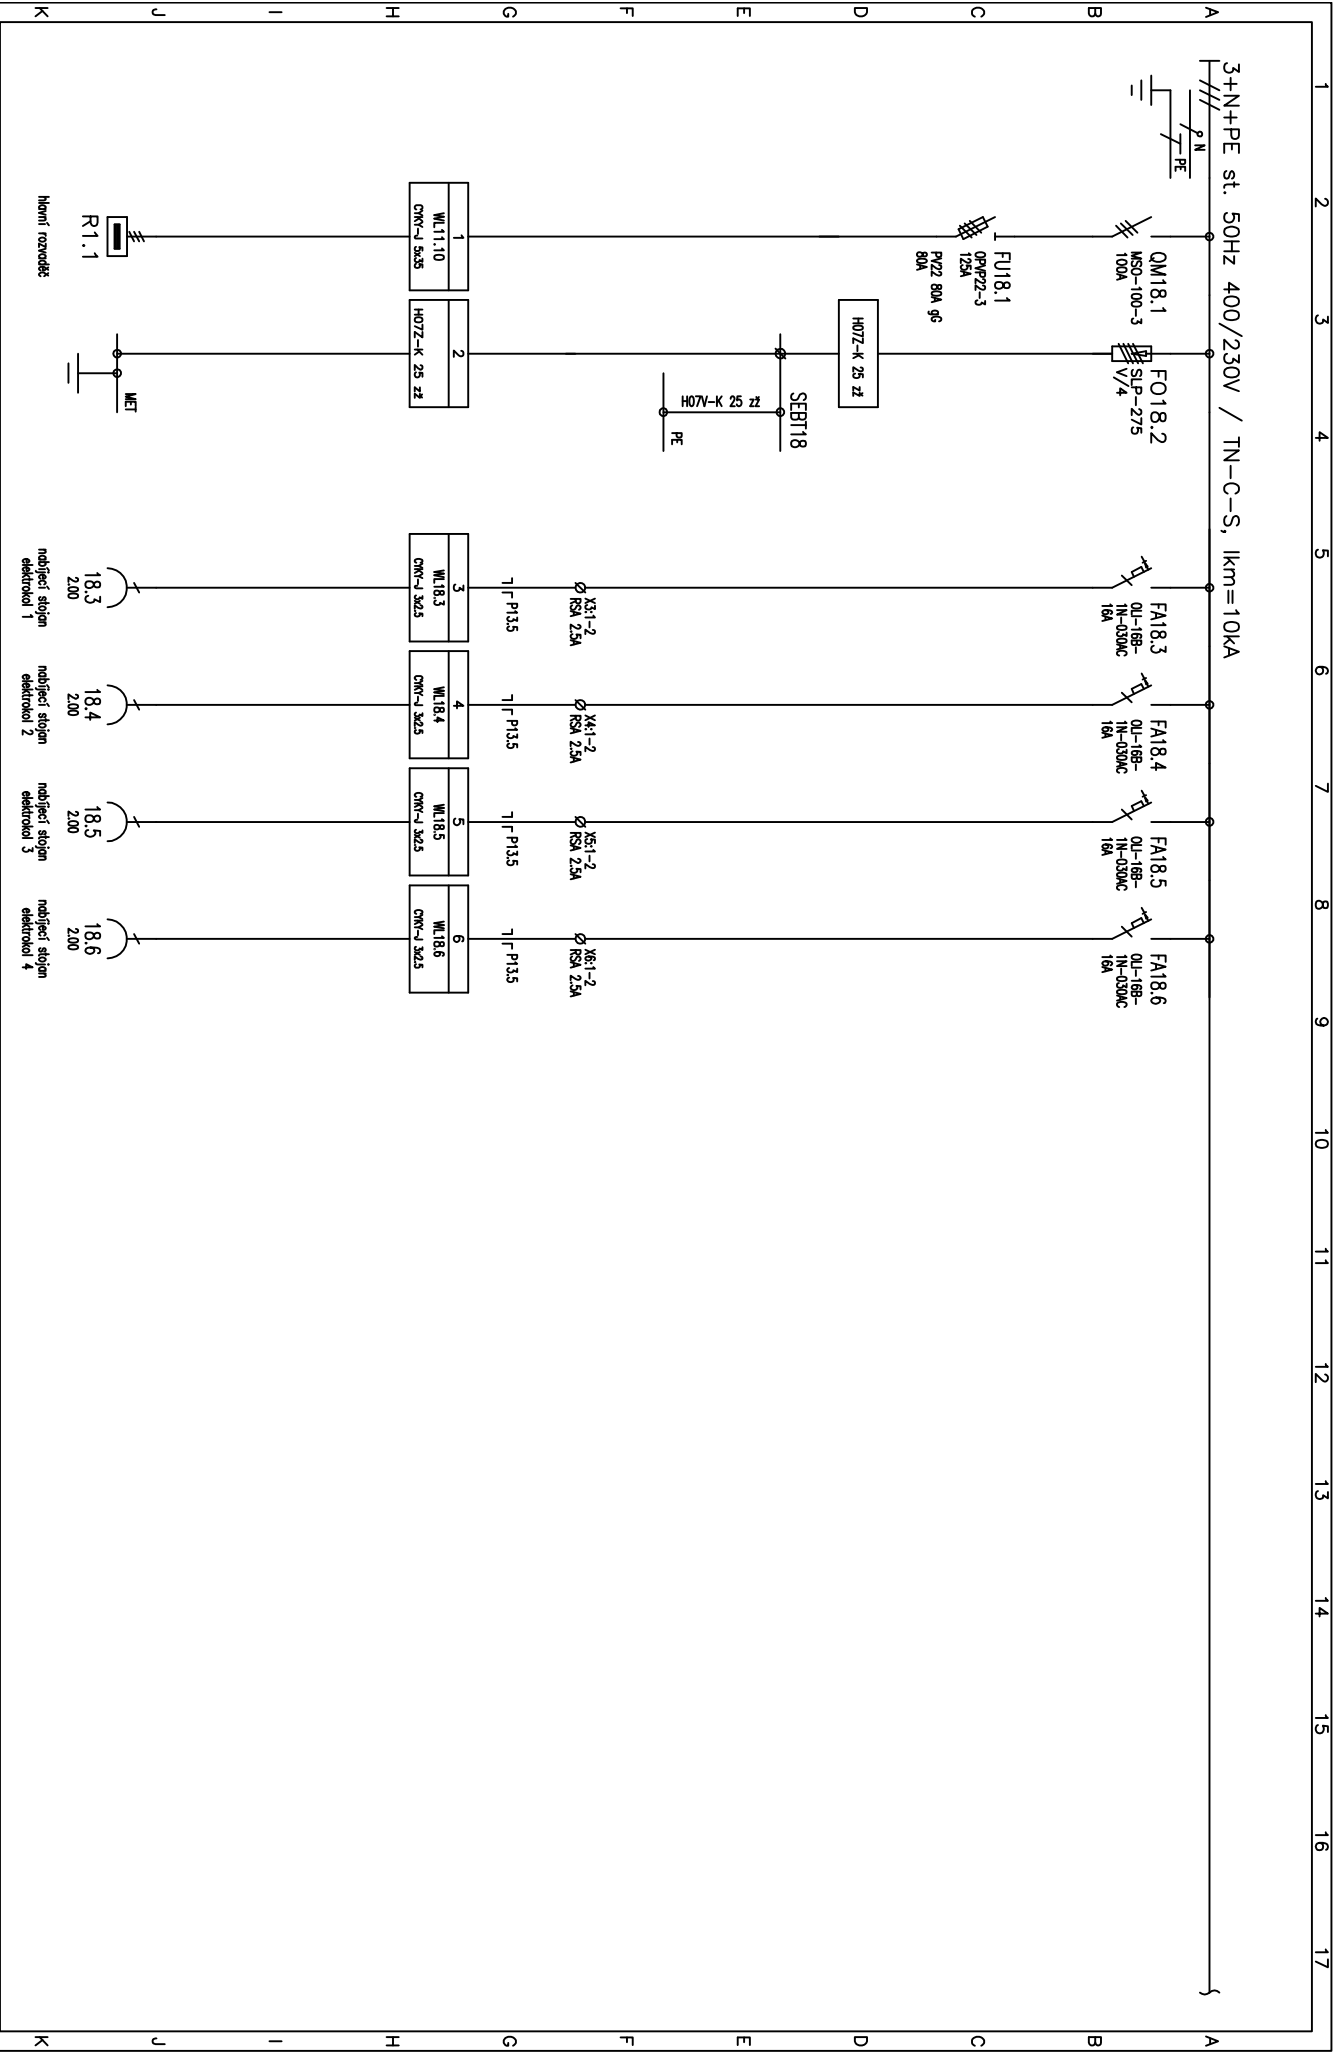 1
2
3
4
5
6
7
8
9
10
11
12
13
14
15
16
17
A
B
C
D
E
F
G
H
I
J
K
A
B
C
D
E
F
G
H
I
J
K
3+N+PE st. 50Hz 400/230V / TN-C-S, Ikm=10kA
N
PE
QM18.1
MSO-100-3
100A
FU18.1
OPVP22-3
125A
PV22 80A gG
80A
1
WL11.10
CYKY-J 5x35
R1.1
hlavní rozvaděč
FO18.2
SLP-275
V/4
H07Z-K 25 zž
SEBT18
H07V-K 25 zž
PE
2
H07Z-K 25 zž
MET
FA18.3
OLI-16B-
1N-030AC
16A
X3:1-2
RSA 2.5A
P13.5
3
WL18.3
CYKY-J 3x2.5
18.3
2.00
nabíjecí stojan
elektrokol 1
FA18.4
OLI-16B-
1N-030AC
16A
X4:1-2
RSA 2.5A
P13.5
4
WL18.4
CYKY-J 3x2.5
18.4
2.00
nabíjecí stojan
elektrokol 2
FA18.5
OLI-16B-
1N-030AC
16A
X5:1-2
RSA 2.5A
P13.5
5
WL18.5
CYKY-J 3x2.5
18.5
2.00
nabíjecí stojan
elektrokol 3
FA18.6
OLI-16B-
1N-030AC
16A
X6:1-2
RSA 2.5A
P13.5
6
WL18.6
CYKY-J 3x2.5
18.6
2.00
nabíjecí stojan
elektrokol 4